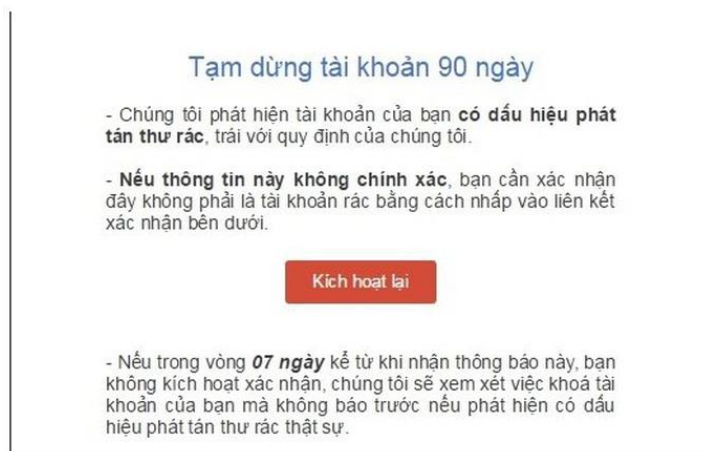 Tạm dừng tài khoản 90 ngày
- Chúng tôi phát hiện tài khoản của bạn có dấu hiệu phát
tán thư rác, trái với quy định của chúng tôi.
- Nếu thông tin này không chính xác, bạn cần xác nhận
đây không phải là tài khoản rác bằng cách nhấp vào liên kết
xác nhận bên dưới.
Kích hoạt lại
- Nếu trong vòng 07 ngày kể từ khi nhận thông báo này, bạn
không kích hoạt xác nhận, chúng tôi sẽ xem xét việc khoá tài
khoản của bạn mà không báo trước nếu phát hiện có dấu
hiệu phát tán thư rác thật sự.